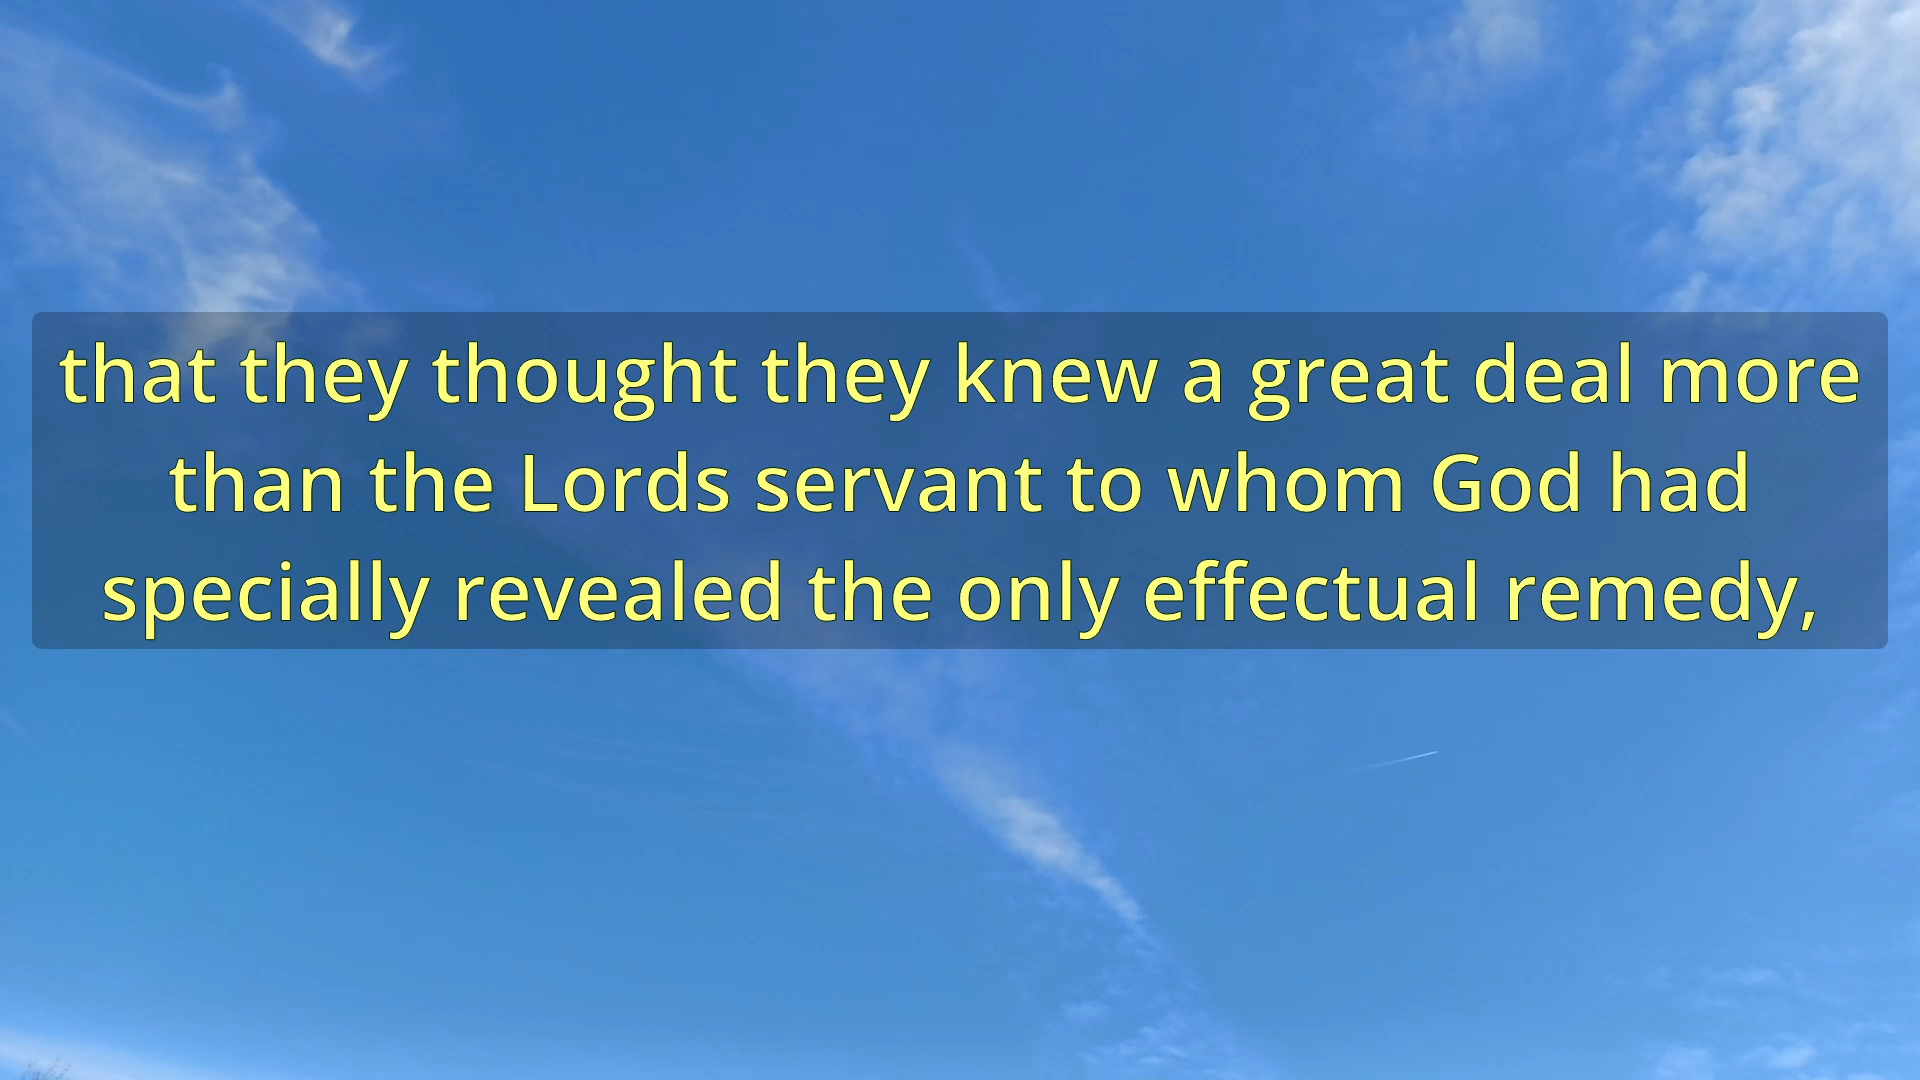 that they thought they knew a great deal more
than the Lords servant to whom God had
specially revealed the only effectual remedy,